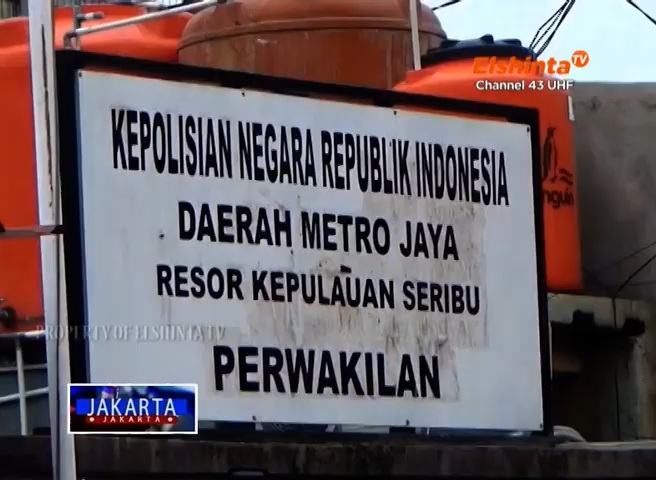 Elshinta TV
Channel 43 UHF
KEPOLISIAN NEGARA REPUBLIK INDONESIA
DAERAH METRO JAYA
RESOR KEPULAUAN SERIBU
PERWAKILAN
PROPERTY OF ELSHINTA TV
JAKARTA
JAKARTA